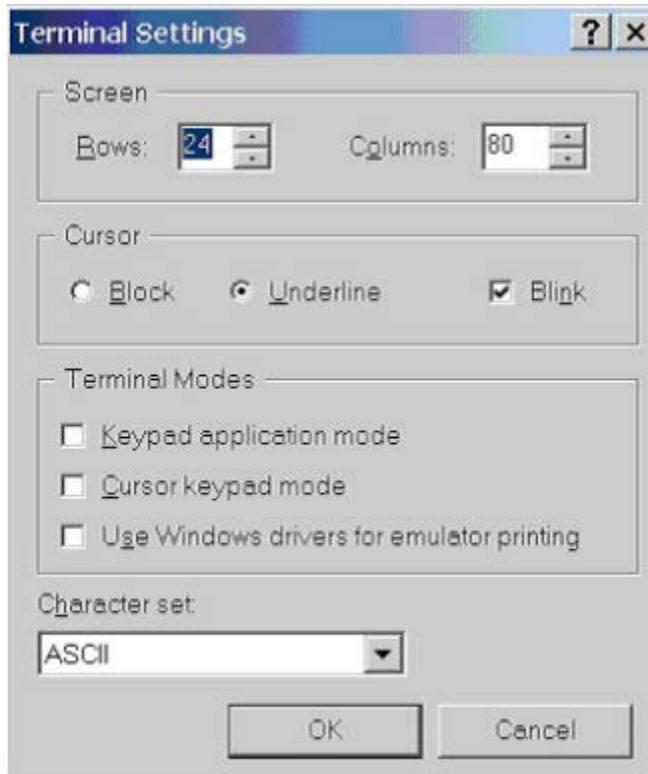 Terminal Settings ? ×
Screen
Rows: 24 Columns: 80
Cursor
Block Underline Blink
Terminal Modes
Keypad application mode
Cursor keypad mode
Use Windows drivers for emulator printing
Character set:
ASCII
OK Cancel